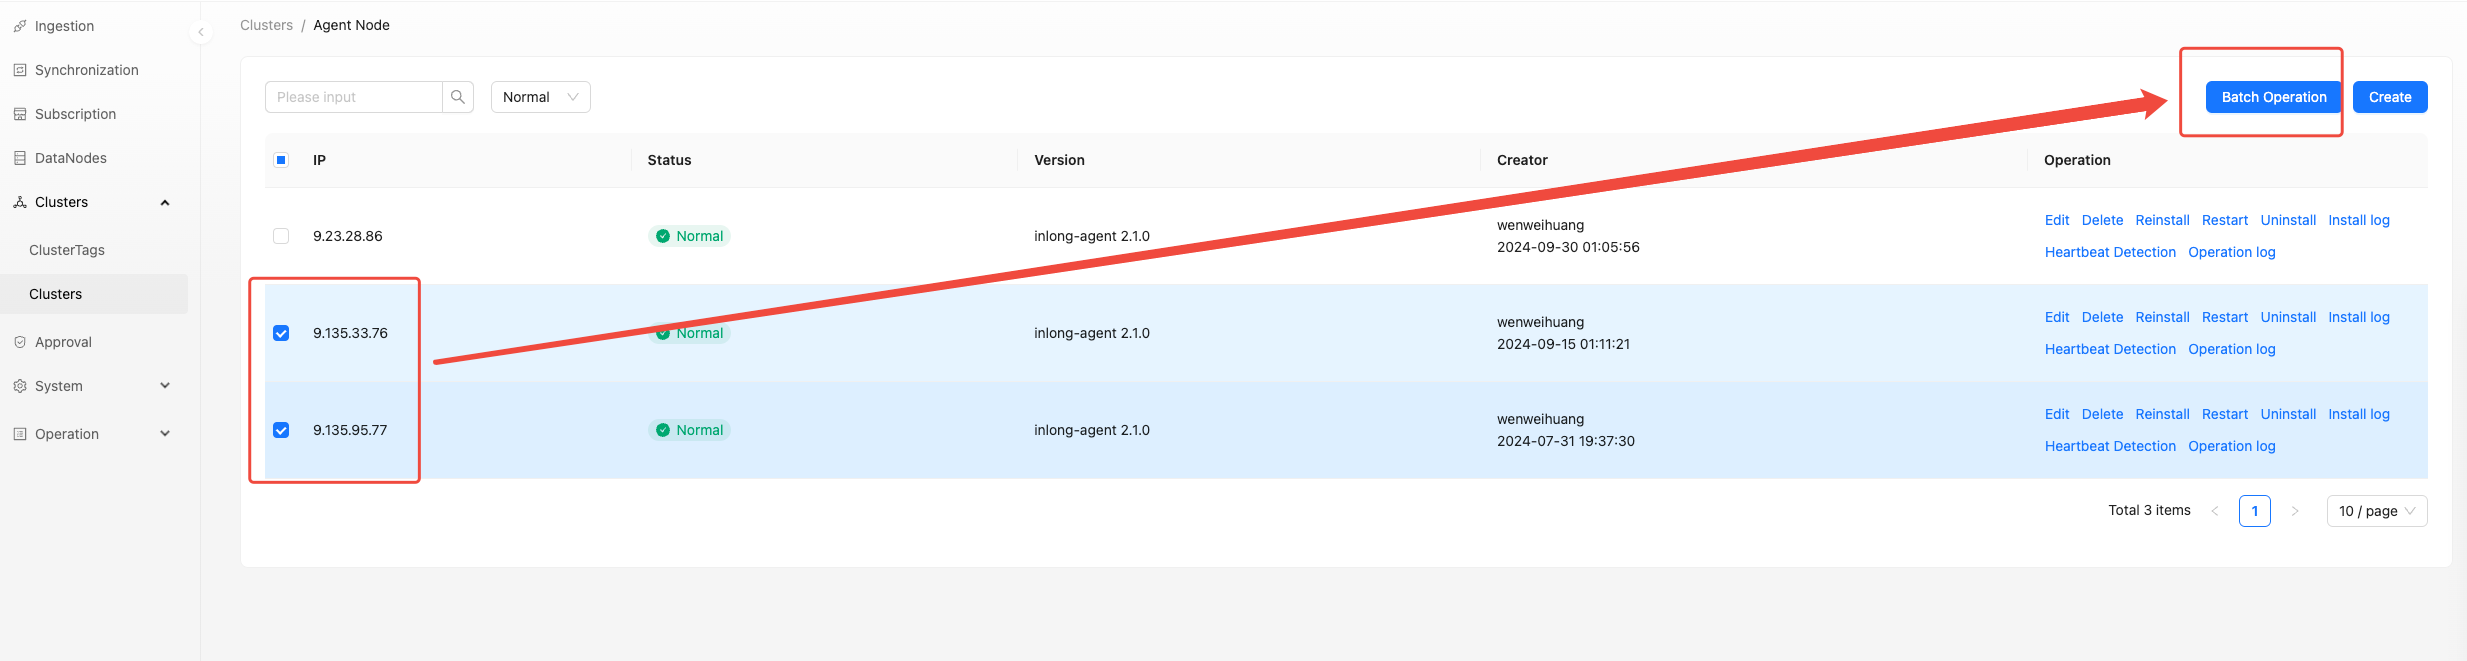 Ingestion
Synchronization
Subscription
DataNodes
Clusters
ClusterTags
Clusters
Approval
System
Operation
Clusters / Agent Node
Please input
Normal
Batch Operation
Create
IP Status Version Creator Operation
9.23.28.86 Normal inlong-agent 2.1.0 wenweihuang
2024-09-30 01:05:56
Edit Delete Reinstall Restart Uninstall Install log
Heartbeat Detection Operation log
9.135.33.76 Normal inlong-agent 2.1.0 wenweihuang
2024-09-15 01:11:21
Edit Delete Reinstall Restart Uninstall Install log
Heartbeat Detection Operation log
9.135.95.77 Normal inlong-agent 2.1.0 wenweihuang
2024-07-31 19:37:30
Edit Delete Reinstall Restart Uninstall Install log
Heartbeat Detection Operation log
Total 3 items < 1 > 10 / page